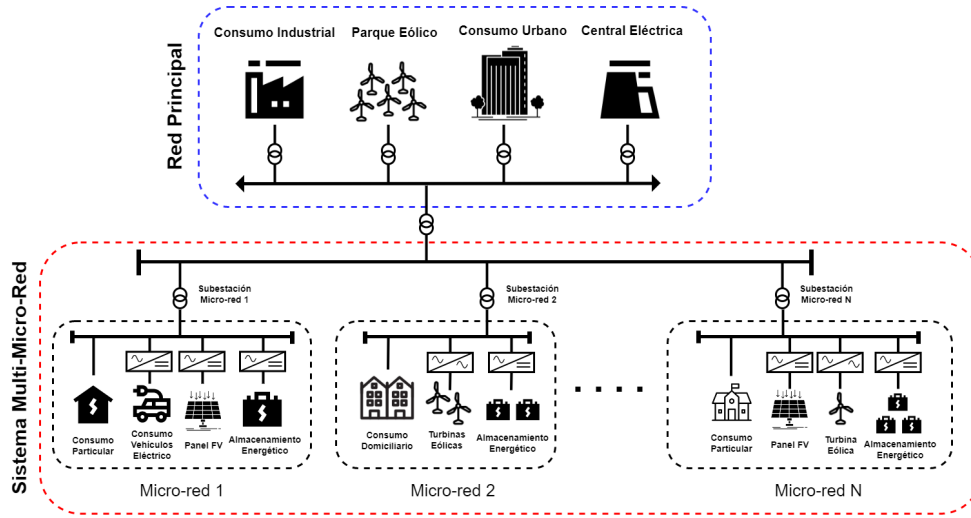 Consumo Industrial
Parque Eólico
Consumo Urbano
Central Eléctrica
Red Principal
Sistema Multi-Micro-Red
Subestación
Micro-red 1
Subestación
Micro-red 2
Subestación
Micro-red N
Consumo
Particular
Consumo
Vehículos
Eléctrico
Panel FV
Almacenamiento
Energético
Micro-red 1
Consumo
Domiciliario
Turbinas
Eólicas
Almacenamiento
Energético
Micro-red 2
Consumo
Particular
Panel FV
Turbina
Eólica
Almacenamiento
Energético
Micro-red N